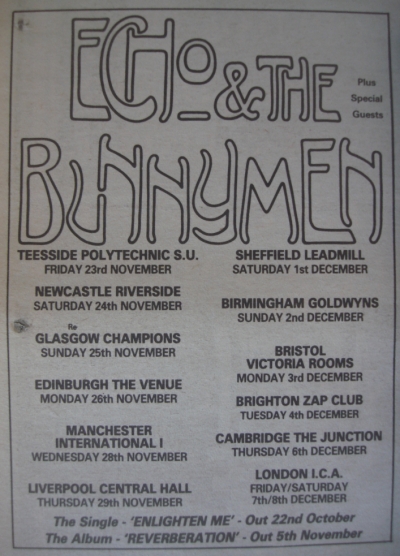 ECHO & THE
Plus
Special
Guests
BUNNYMEN
TEESSIDE POLYTECHNIC S.U.
FRIDAY 23rd NOVEMBER
NEWCASTLE RIVERSIDE
SATURDAY 24th NOVEMBER
GLASGOW CHAMPIONS
SUNDAY 25th NOVEMBER
EDINBURGH THE VENUE
MONDAY 26th NOVEMBER
MANCHESTER
INTERNATIONAL I
WEDNESDAY 28th NOVEMBER
LIVERPOOL CENTRAL HALL
THURSDAY 29th NOVEMBER
SHEFFIELD LEADMILL
SATURDAY 1st DECEMBER
BIRMINGHAM GOLDWYNS
SUNDAY 2nd DECEMBER
BRISTOL
VICTORIA ROOMS
MONDAY 3rd DECEMBER
BRIGHTON ZAP CLUB
TUESDAY 4th DECEMBER
CAMBRIDGE THE JUNCTION
THURSDAY 6th DECEMBER
LONDON I.C.A.
FRIDAY/SATURDAY
7th/8th DECEMBER
The Single - 'ENLIGHTEN ME' - Out 22nd October
The Album - 'REVERBERATION' - Out 5th November